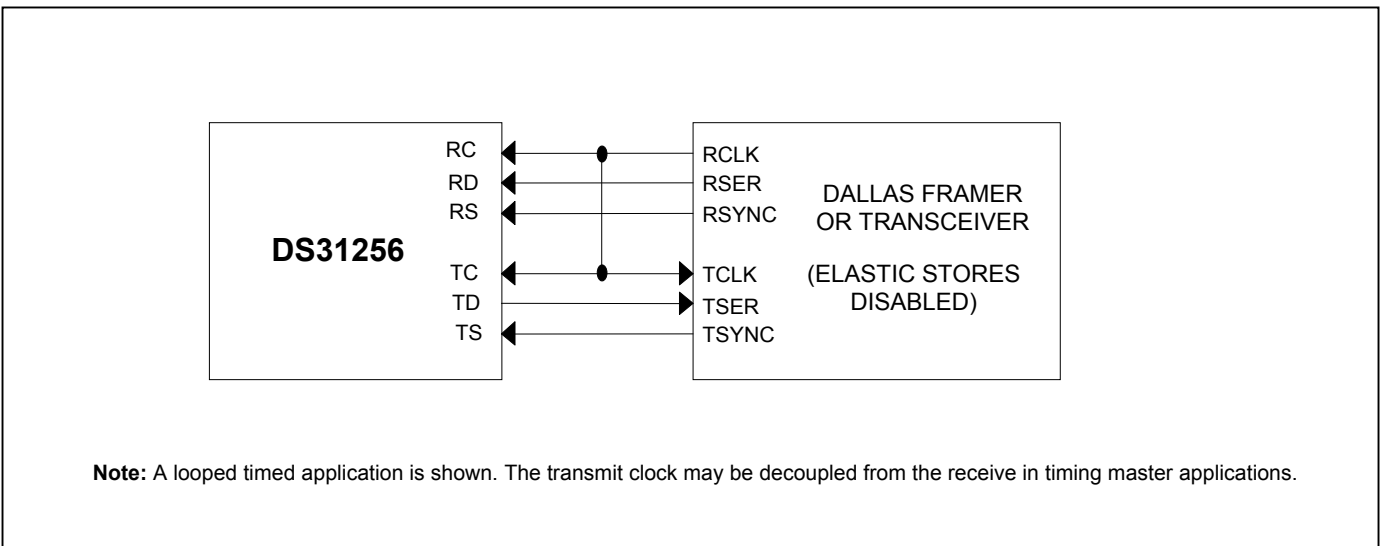 DS31256
RC
RD
RS
TC
TD
TS
RCLK
RSER
RSYNC
TCLK
TSER
TSYNC
DALLAS FRAMER
OR TRANSCEIVER
(ELASTIC STORES
DISABLED)
Note: A looped timed application is shown. The transmit clock may be decoupled from the receive in timing master applications.